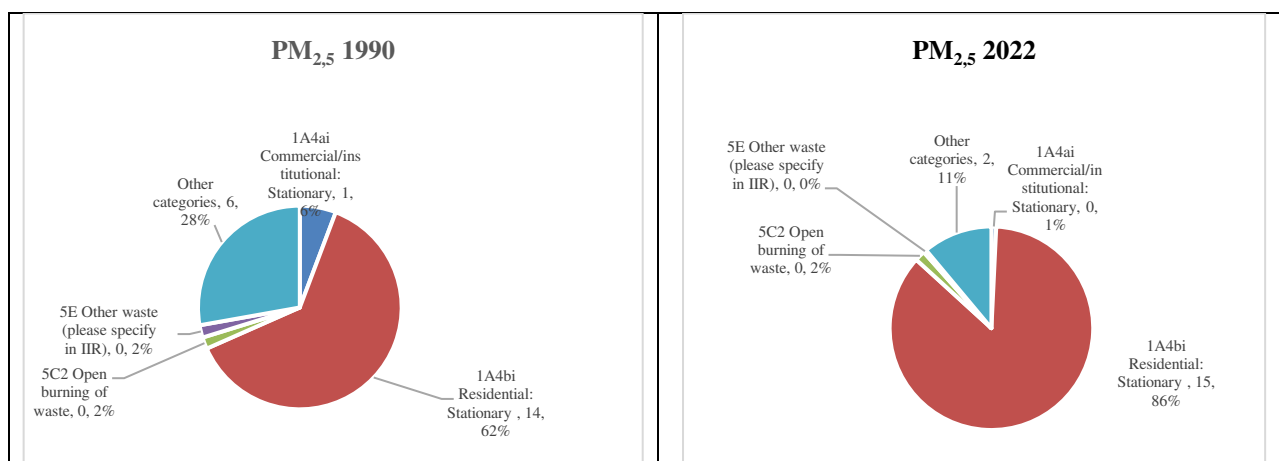 PM2,5 1990
1A4ai
Commercial/ins
titutional:
Stationary, 1,
6%
Other
categories, 6,
28%
5E Other waste
(please specify
in IIR), 0, 2%
5C2 Open
burning of
waste, 0, 2%
1A4bi
Residential:
Stationary , 14,
62%
PM2,5 2022
5E Other waste
(please specify
in IIR), 0, 0%
Other
categories, 2,
11%
1A4ai
Commercial/in
stitutional:
Stationary, 0,
1%
5C2 Open
burning of
waste, 0, 2%
1A4bi
Residential:
Stationary , 15,
86%